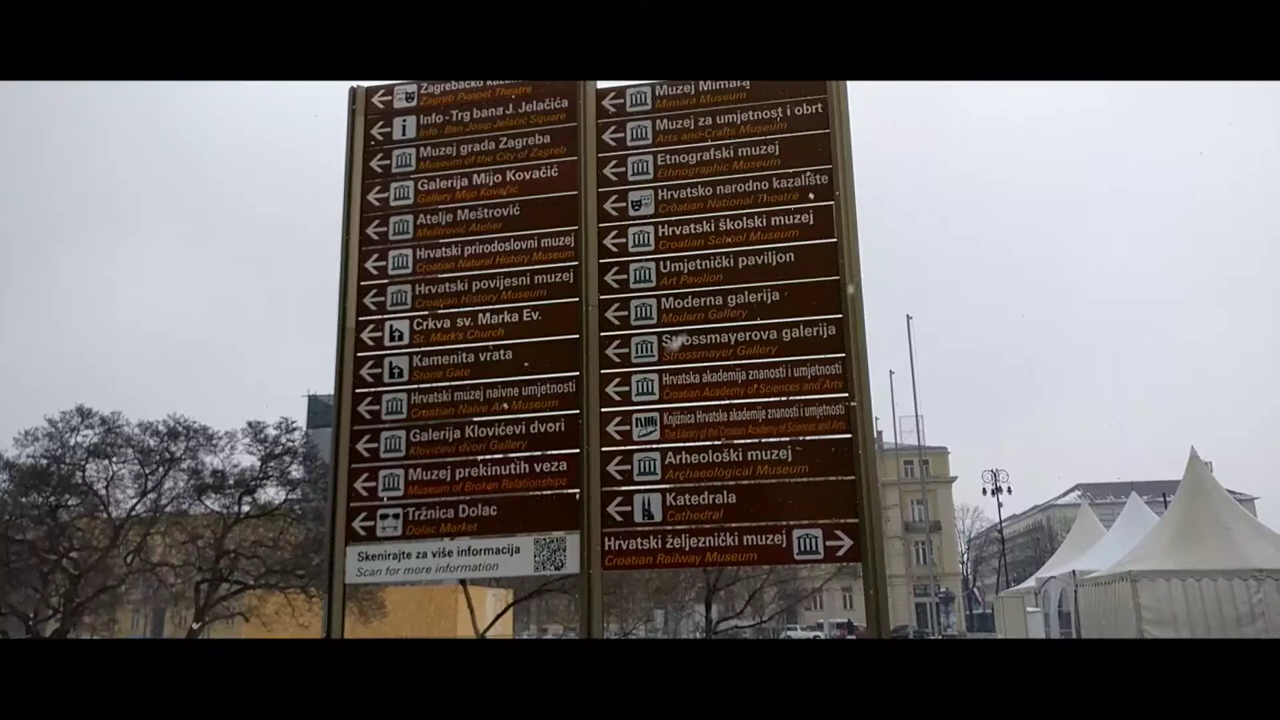 Zagrebačko
Zagreb Puppet Theatre
Info-Trg bana J. Jelačića
Info - Ban Josip Jelačić Square
Muzej grada Zagreba
Museum of the City of Zagreb
Galerija Mijo Kovačić
Gallery Mijo Kovačić
Atelje Meštrović
Meštrović Atelier
Hrvatski prirodoslovni muzej
Croatian Natural History Museum
Hrvatski povijesni muzej
Croatian History Museum
Crkva sv. Marka Ev.
St. Mark's Church
Kamenita vrata
Stone Gate
Hrvatski muzej naivne umjetnosti
Croatian Naive Art Museum
Galerija Klovićevi dvori
Klovićevi dvori Gallery
Muzej prekinutih veza
Museum of Broken Relationships
Tržnica Dolac
Dolac Market
Skenirajte za više informacija
Scan for more information
Muzej Mimara
Mimara Museum
Muzej za umjetnost i obrt
Arts and Crafts Museum
Etnografski muzej
Ethnographic Museum
Hrvatsko narodno kazalište
Croatian National Theatre
Hrvatski školski muzej
Croatian School Museum
Umjetnički paviljon
Art Pavilion
Moderna galerija
Modern Gallery
Strossmayerova galerija
Strossmayer Gallery
Hrvatska akademija znanosti i umjetnosti
Croatian Academy of Sciences and Arts
Knjižnica Hrvatske akademije znanosti i umjetnosti
The Library of the Croatian Academy of Sciences and Arts
Arheološki muzej
Archaeological Museum
Katedrala
Cathedral
Hrvatski željeznički muzej
Croatian Railway Museum